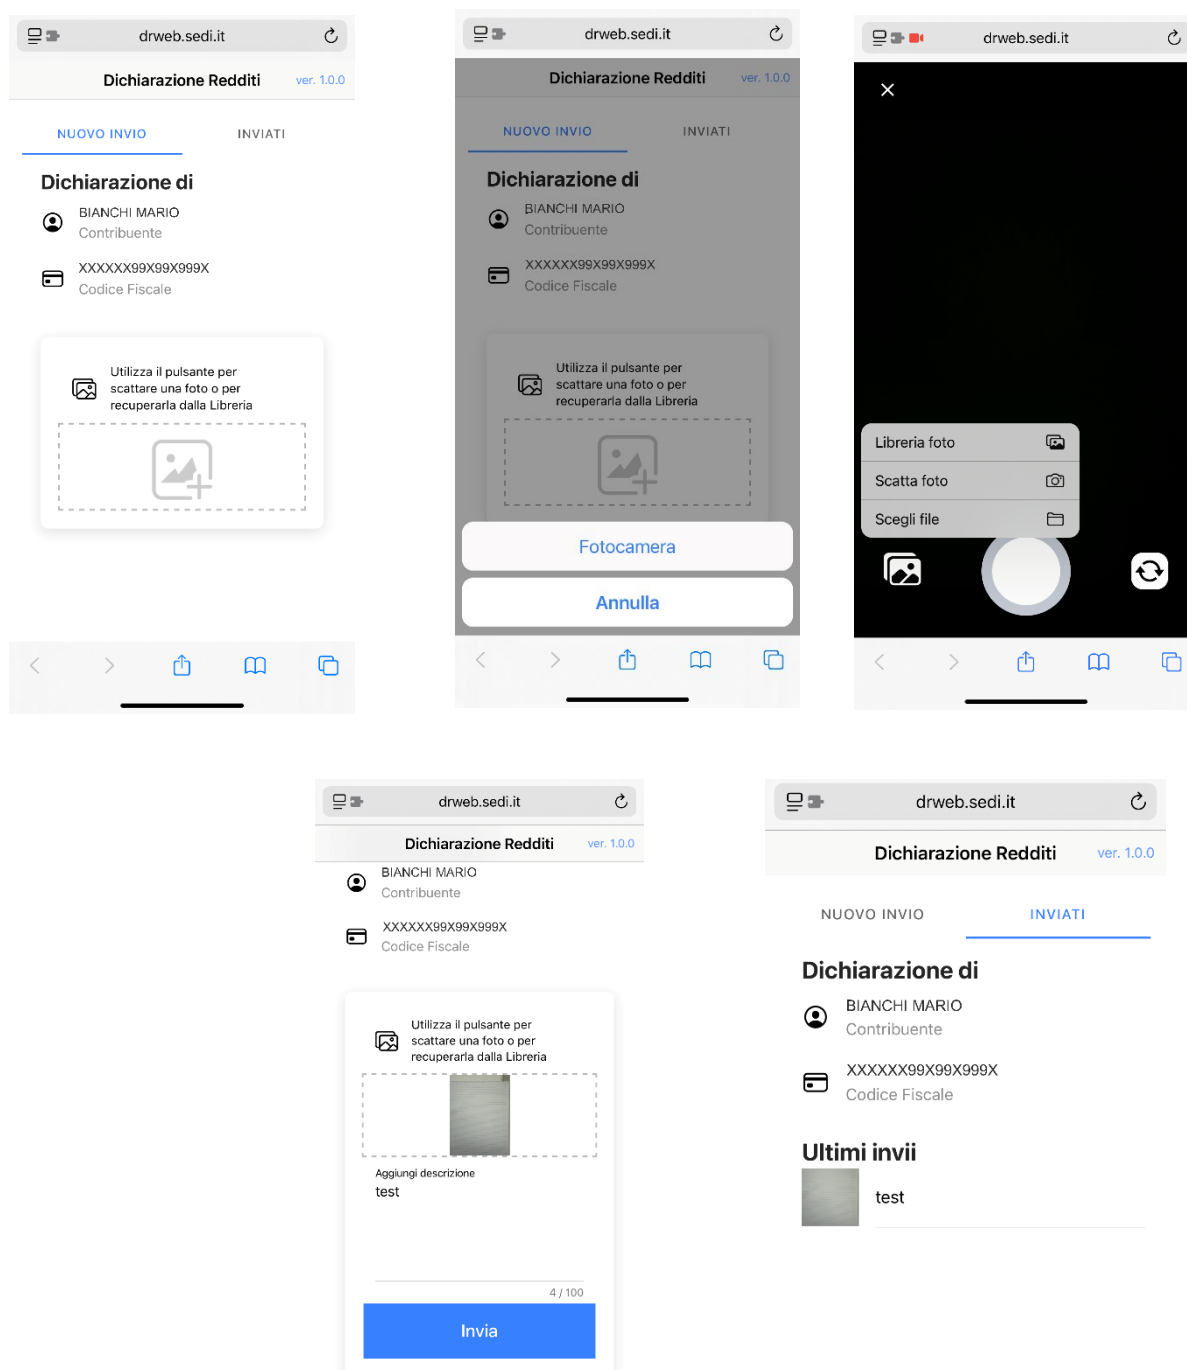 drweb.sedi.it
Dichiarazione Redditi ver. 1.0.0
NUOVO INVIO INVIATI
Dichiarazione di
BIANCHI MARIO
Contribuente
XXXXXX99X99X999X
Codice Fiscale
Utilizza il pulsante per
scattare una foto o per
recuperarla dalla Libreria
drweb.sedi.it
Dichiarazione Redditi ver. 1.0.0
NUOVO INVIO INVIATI
Dichiarazione di
BIANCHI MARIO
Contribuente
XXXXXX99X99X999X
Codice Fiscale
Utilizza il pulsante per
scattare una foto o per
recuperarla dalla Libreria
Fotocamera
Annulla
drweb.sedi.it
Libreria foto
Scatta foto
Scegli file
drweb.sedi.it
Dichiarazione Redditi ver. 1.0.0
BIANCHI MARIO
Contribuente
XXXXXX99X99X999X
Codice Fiscale
Utilizza il pulsante per
scattare una foto o per
recuperarla dalla Libreria
Aggiungi descrizione
test
4 / 100
Invia
drweb.sedi.it
Dichiarazione Redditi ver. 1.0.0
NUOVO INVIO INVIATI
Dichiarazione di
BIANCHI MARIO
Contribuente
XXXXXX99X99X999X
Codice Fiscale
Ultimi invii
test